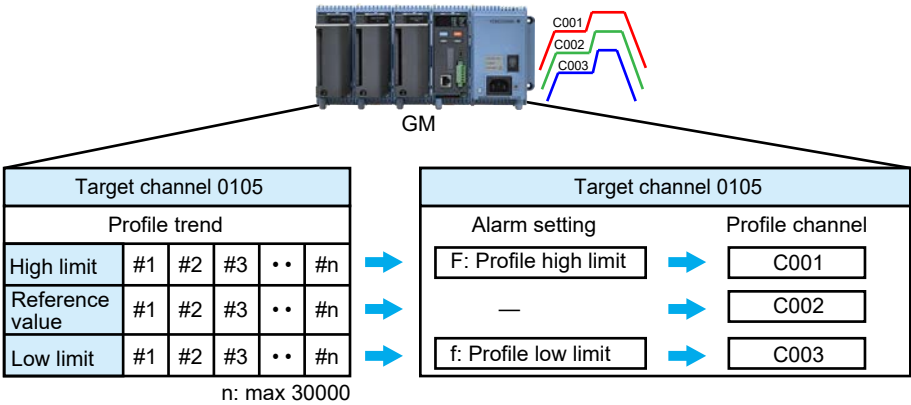 YOKOGAWA
C001
C002
C003
GM
Target channel 0105
Profile trend
High limit #1 #2 #3 ･･ #n
Reference value #1 #2 #3 ･･ #n
Low limit #1 #2 #3 ･･ #n
n: max 30000
Target channel 0105
Alarm setting Profile channel
F: Profile high limit C001
— C002
f: Profile low limit C003